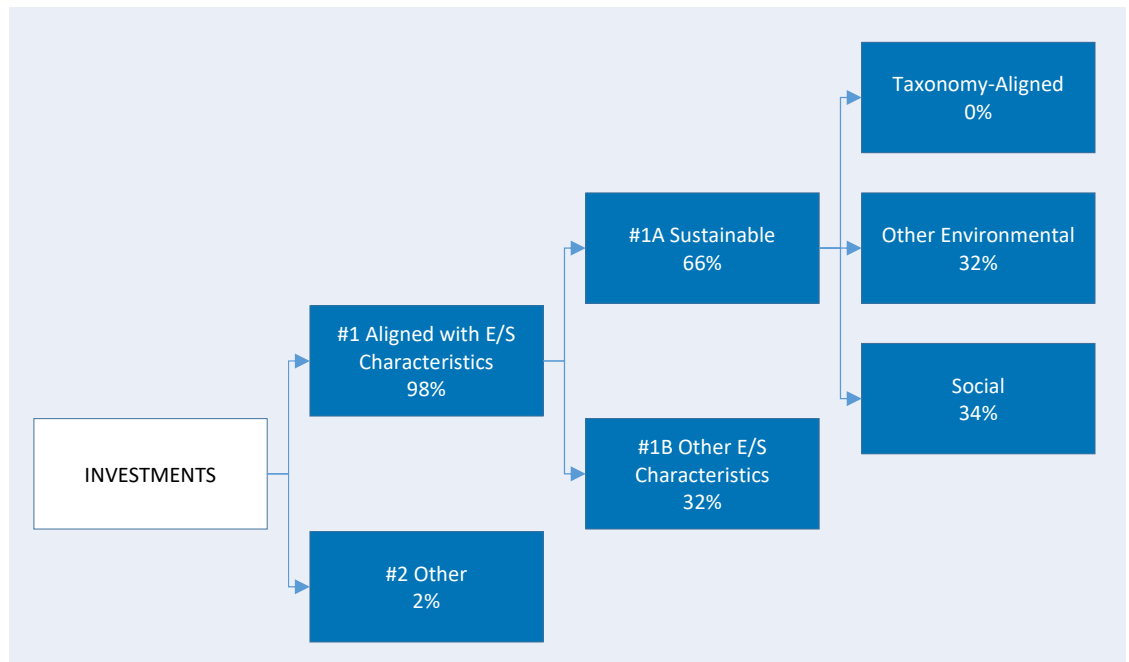 INVESTMENTS
#1 Aligned with E/S
Characteristics
98%
#2 Other
2%
#1A Sustainable
66%
#1B Other E/S
Characteristics
32%
Taxonomy-Aligned
0%
Other Environmental
32%
Social
34%